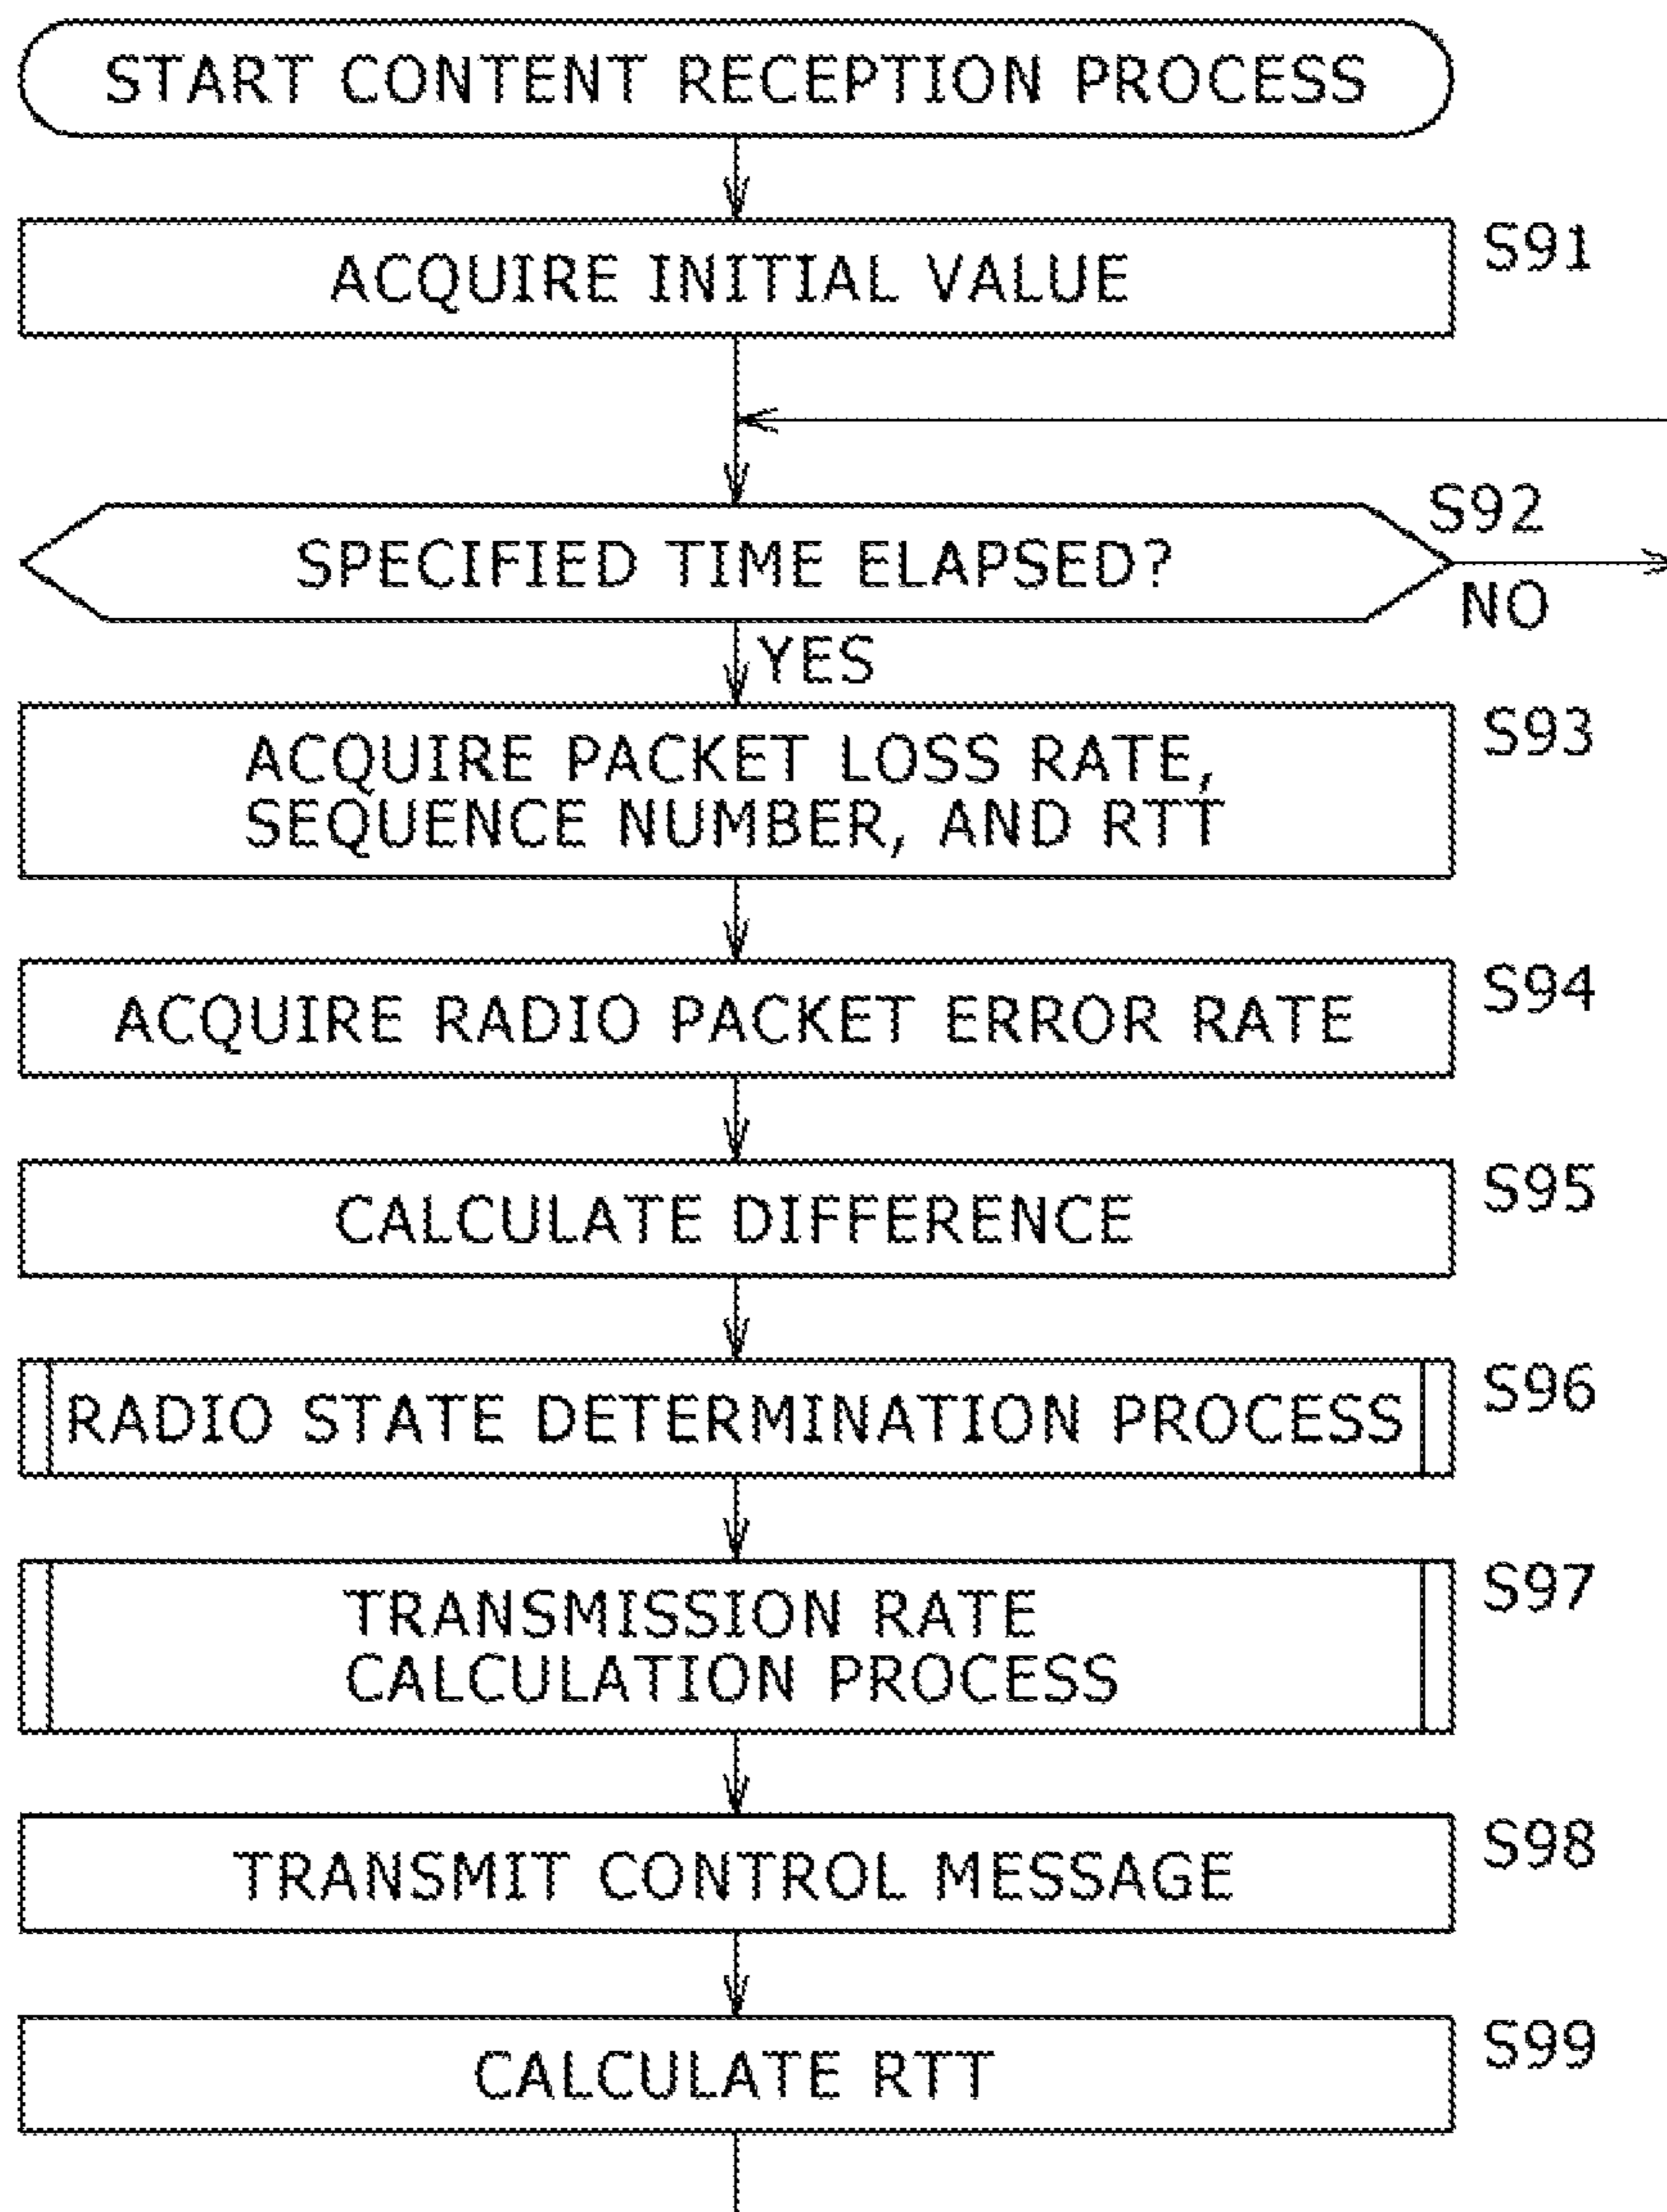 START CONTENT RECEPTION PROCESS
ACQUIRE INITIAL VALUE
S91
SPECIFIED TIME ELAPSED?
S92
NO
YES
ACQUIRE PACKET LOSS RATE,
SEQUENCE NUMBER, AND RTT
S93
ACQUIRE RADIO PACKET ERROR RATE
S94
CALCULATE DIFFERENCE
S95
RADIO STATE DETERMINATION PROCESS
S96
TRANSMISSION RATE
CALCULATION PROCESS
S97
TRANSMIT CONTROL MESSAGE
S98
CALCULATE RTT
S99